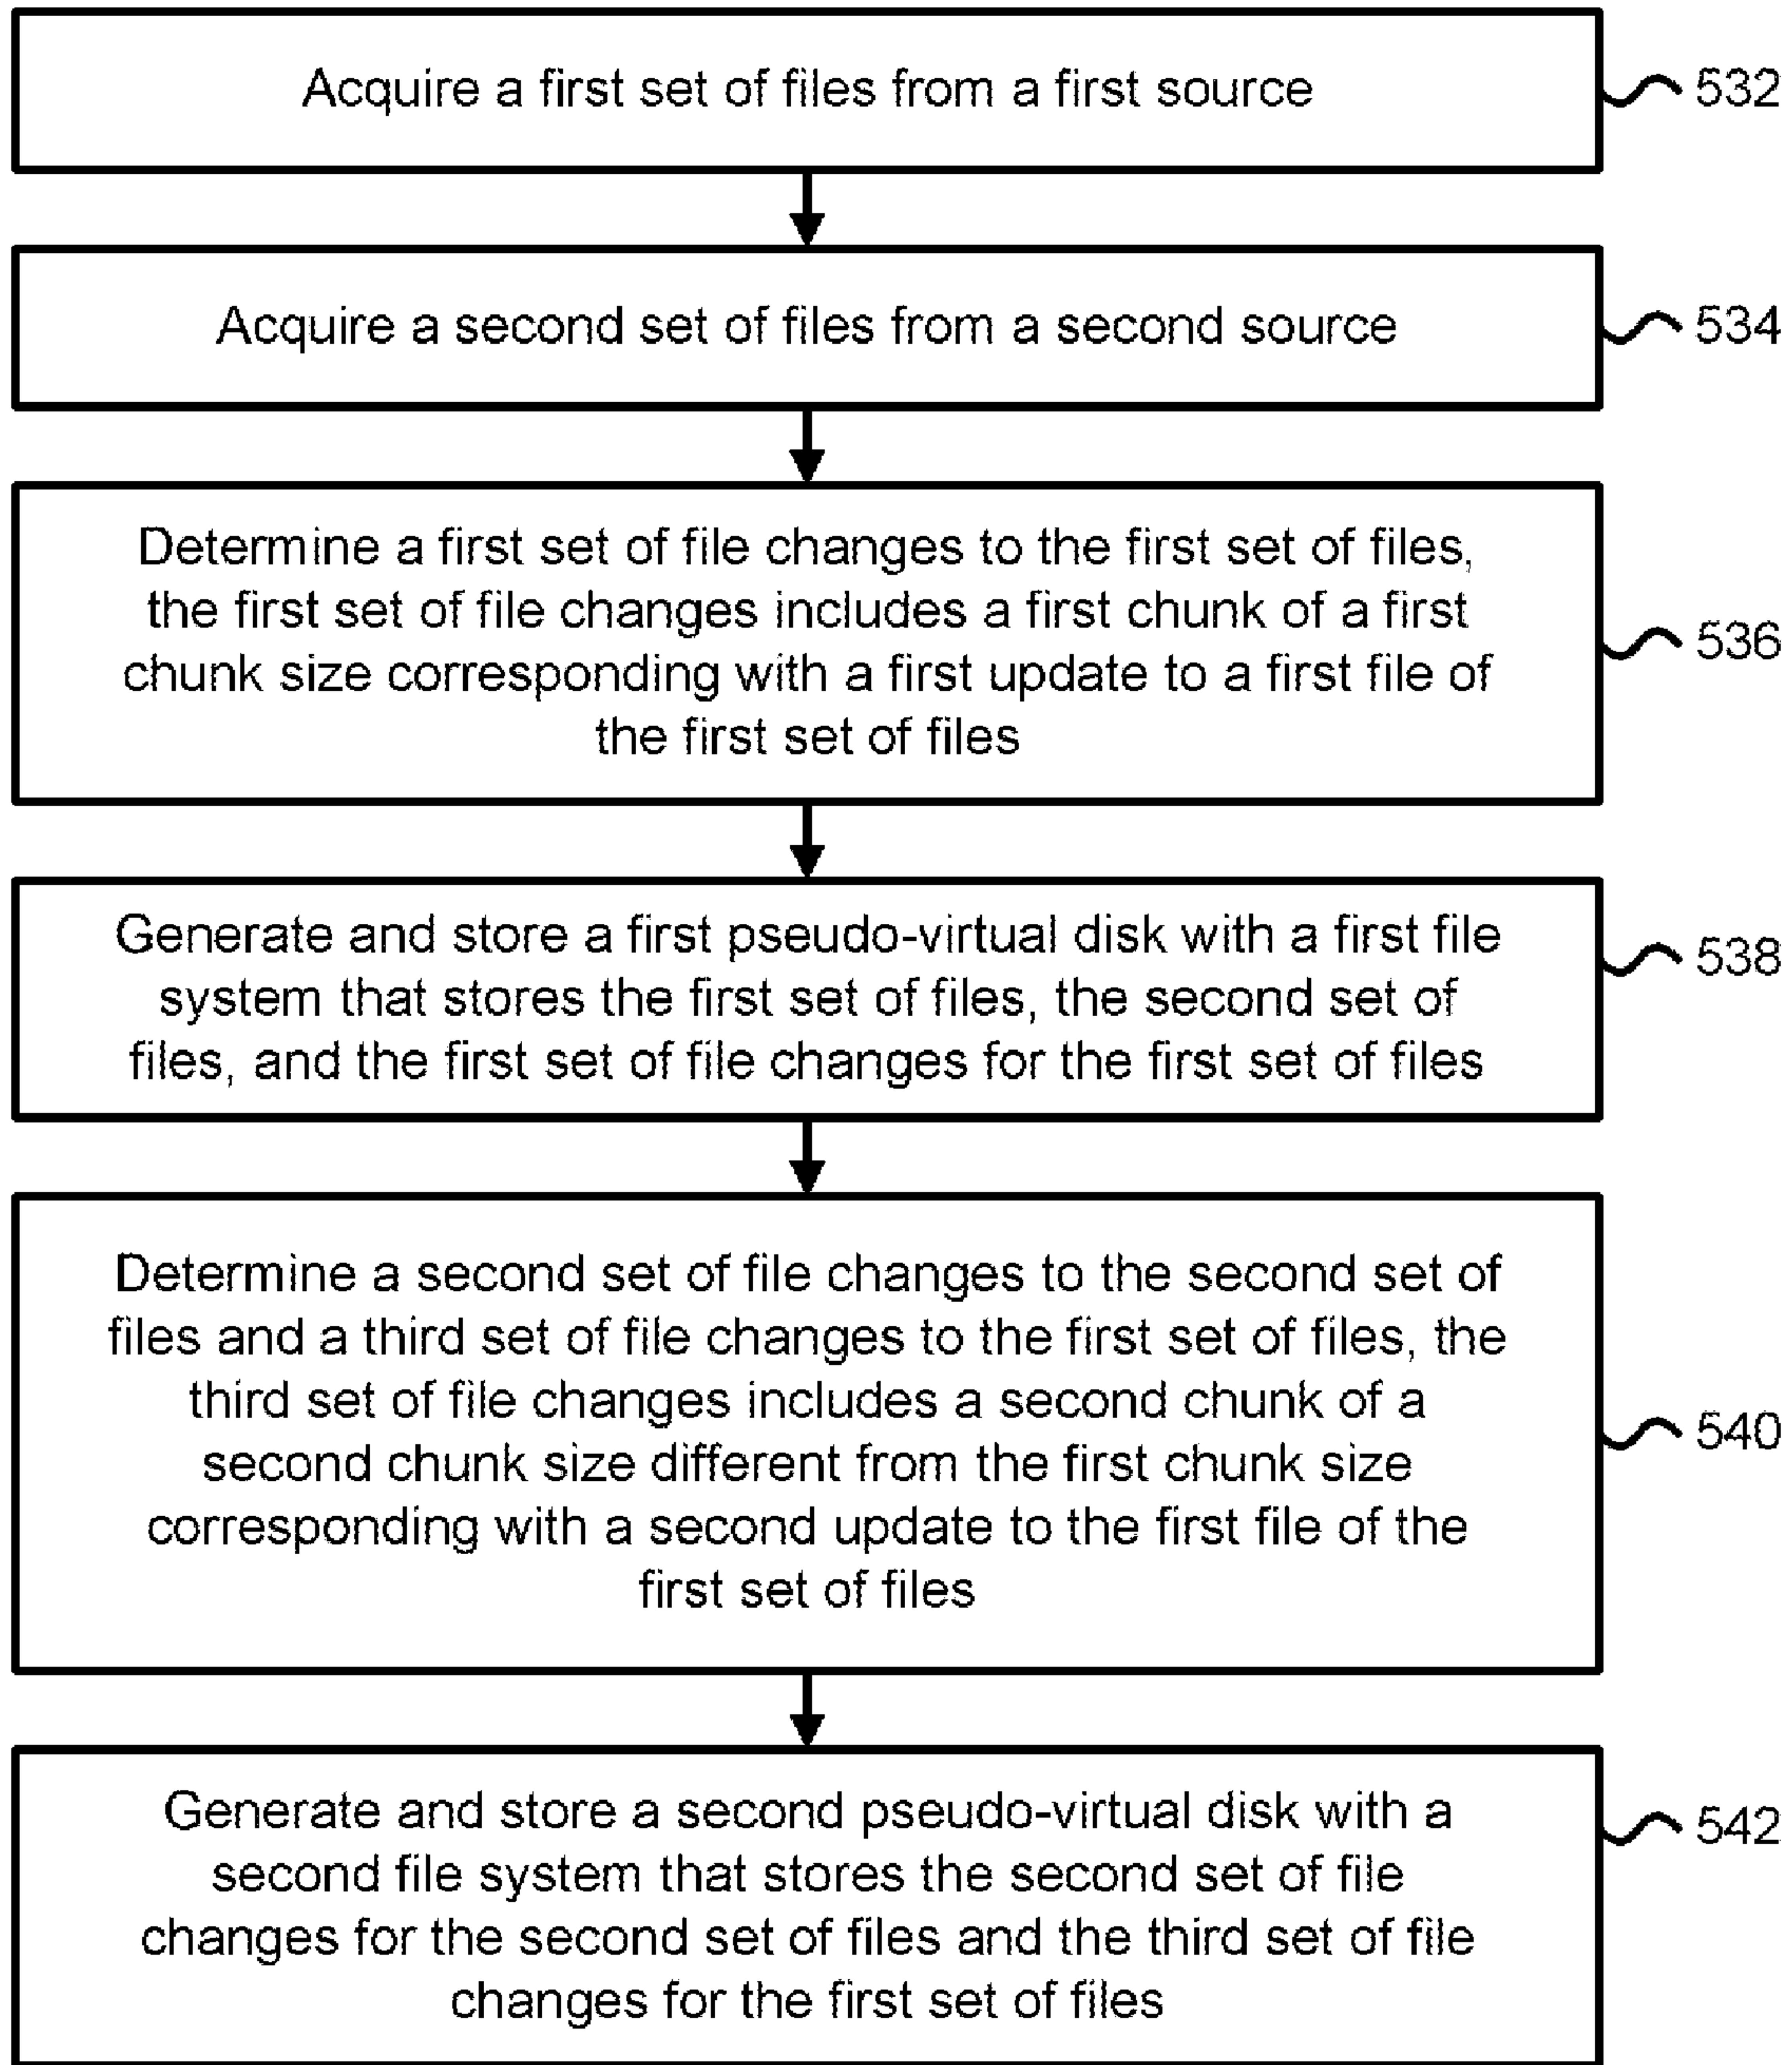 Acquire a first set of files from a first source
532
Acquire a second set of files from a second source
534
Determine a first set of file changes to the first set of files,
the first set of file changes includes a first chunk of a first
chunk size corresponding with a first update to a first file of
the first set of files
536
Generate and store a first pseudo-virtual disk with a first file
system that stores the first set of files, the second set of
files, and the first set of file changes for the first set of files
538
Determine a second set of file changes to the second set of
files and a third set of file changes to the first set of files, the
third set of file changes includes a second chunk of a
second chunk size different from the first chunk size
corresponding with a second update to the first file of the
first set of files
540
Generate and store a second pseudo-virtual disk with a
second file system that stores the second set of file
changes for the second set of files and the third set of file
changes for the first set of files
542